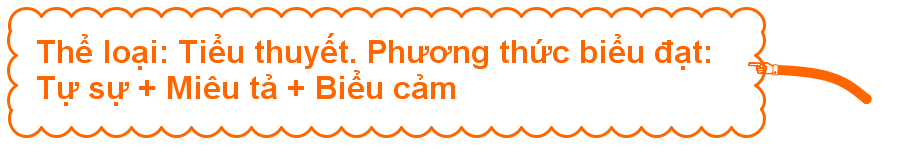 Thể loại: Tiểu thuyết. Phương thức biểu đạt:
Tự sự + Miêu tả + Biểu cảm